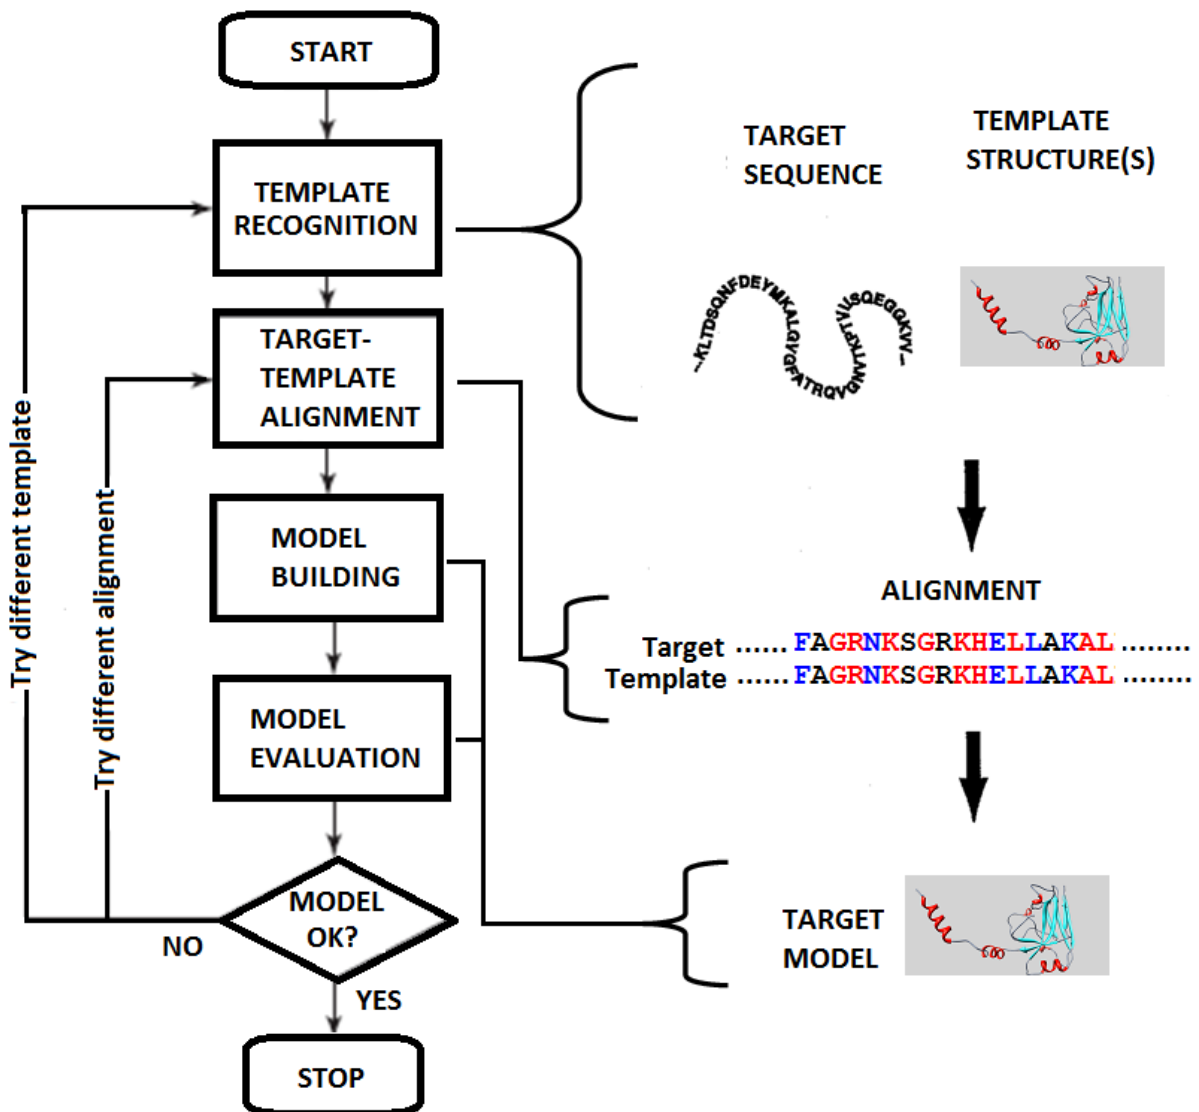 START
TEMPLATE
RECOGNITION
TARGET-
TEMPLATE
ALIGNMENT
MODEL
BUILDING
MODEL
EVALUATION
MODEL
OK?
NO
YES
STOP
Try different template
Try different alignment
TARGET
SEQUENCE
TEMPLATE
STRUCTURE(S)
...KLTDSQNFDEYMKALGVGFATRQVGNVTKPTVIISQEGGKVV...
ALIGNMENT
Target ...... FAGRNKSGRKHELLAKAL ........
Template ...... FAGRNKSGRKHELLAKAL ........
TARGET
MODEL